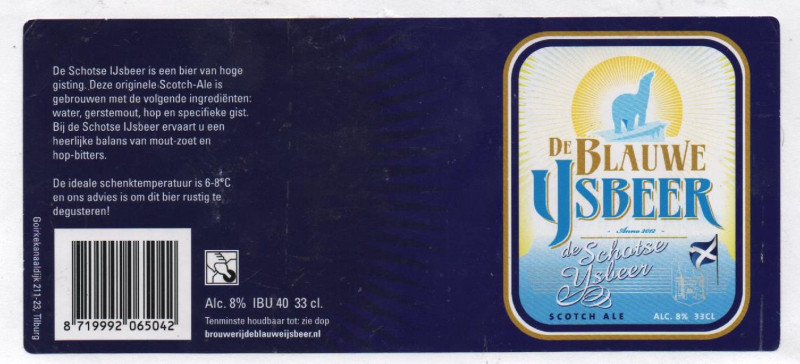 De Schotse IJsbeer is een bier van hoge
gisting. Deze originele Scotch-Ale is
gebrouwen met de volgende ingrediënten:
water, gerstemout, hop en specifieke gist.
Bij de Schotse IJsbeer ervaart u een
heerlijke balans van mout-zoet en
hop-bitters.
De ideale schenktemperatuur is 6-8°C
en ons advies is om dit bier rustig te
degusteren!
Goirkekanaaldijk 211-23, Tilburg
8 719992 065042
Alc. 8% IBU 40 33 cl.
Tenminste houdbaar tot: zie dop
brouwerijdeblauweijsbeer.nl
DE BLAUWE
IJSBEER
- Anno 2012 -
de Schotse
IJsbeer
SCOTCH ALE
ALC. 8% 33CL